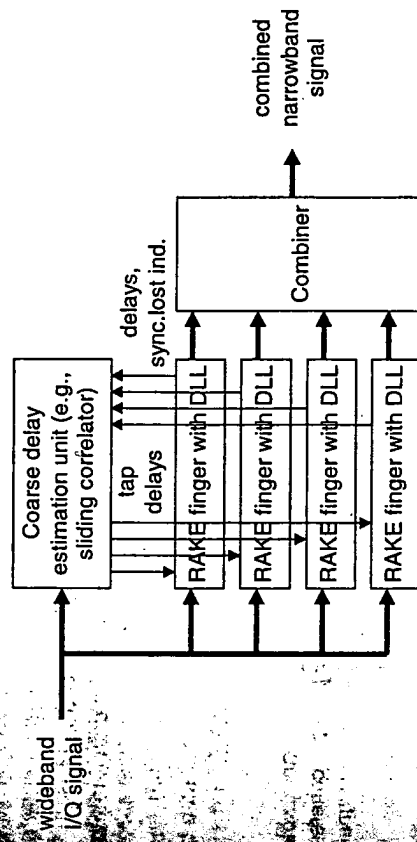 wideband
I/Q signal
Coarse delay
estimation unit (e.g.,
sliding correlator)
tap
delays
delays,
sync.lost ind.
RAKE finger with DLL
RAKE finger with DLL
RAKE finger with DLL
RAKE finger with DLL
Combiner
combined
narrowband
signal